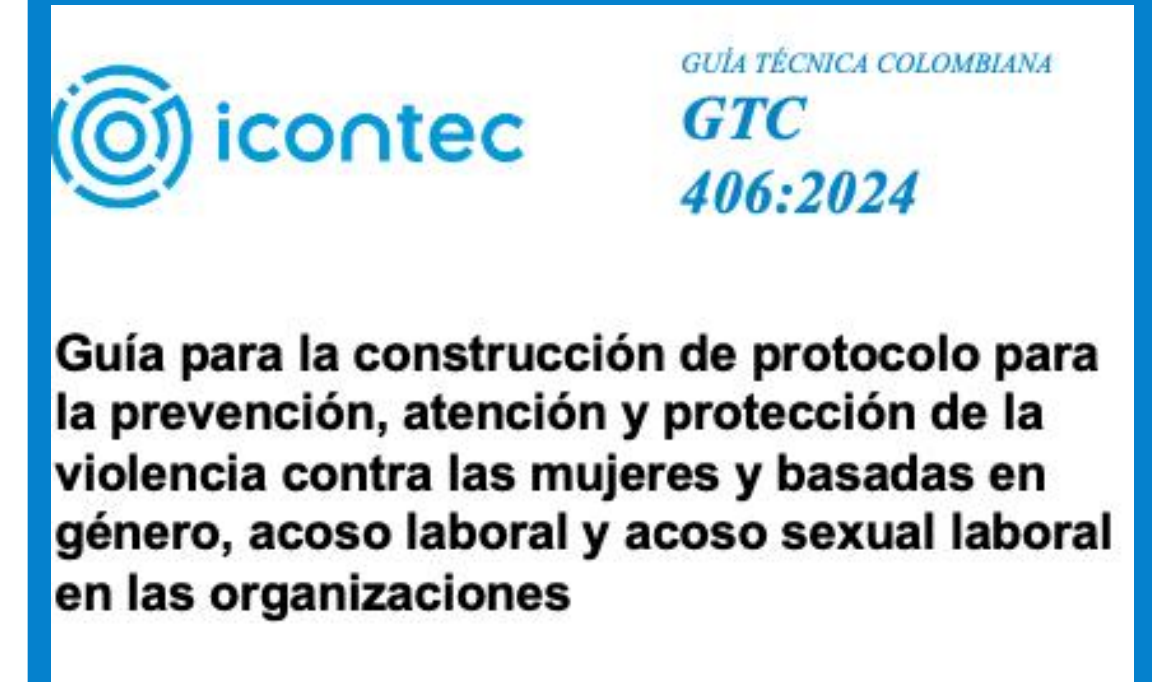 icontec
GUÍA TÉCNICA COLOMBIANA
GTC
406:2024
Guía para la construcción de protocolo para
la prevención, atención y protección de la
violencia contra las mujeres y basadas en
género, acoso laboral y acoso sexual laboral
en las organizaciones